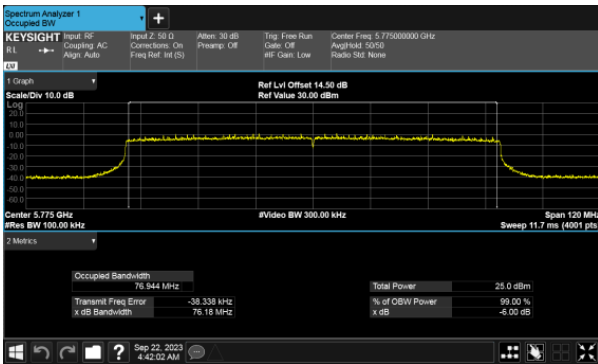 Spectrum Analyzer 1
Occupied BW
KEYSIGHT
RL
Input: RF
Coupling: AC
Align: Auto
Input Z: 50 Ω
Corrections: On
Freq Ref: Int (S)
Atten: 30 dB
Preamp: Off
Trig: Free Run
Gate: Off
#IF Gain: Low
Center Freq: 5.775000000 GHz
Avg|Hold: 50/50
Radio Std: None
LXI
1 Graph
Scale/Div 10.0 dB
Ref Lvl Offset 14.50 dB
Ref Value 30.00 dBm
Log
20.0
10.0
0.00
-10.0
-20.0
-30.0
-40.0
-50.0
-60.0
Center 5.775 GHz
#Res BW 100.00 kHz
#Video BW 300.00 kHz
Span 120 MHz
Sweep 11.7 ms (4001 pts)
2 Metrics
Occupied Bandwidth
76.944 MHz
Transmit Freq Error -38.338 kHz
x dB Bandwidth 76.18 MHz
Total Power 25.0 dBm
% of OBW Power 99.00 %
x dB -6.00 dB
Sep 22, 2023
4:42:02 AM